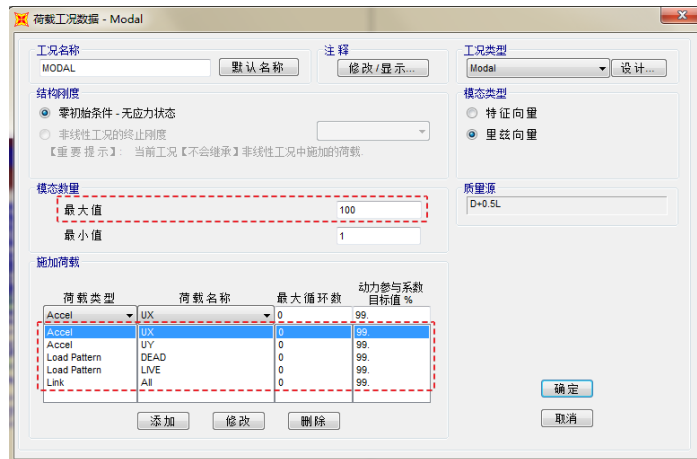 荷载工况数据 - Modal
工况名称
MODAL
默认名称
注释
修改/显示...
工况类型
Modal
设计...
结构刚度
零初始条件 - 无应力状态
非线性工况的终止刚度
【重要提示】： 当前工况【不会继承】非线性工况中施加的荷载.
模态类型
特征向量
里兹向量
模态数量
最大值 100
最小值 1
质量源
D+0.5L
施加荷载
荷载类型 荷载名称 最大循环数 动力参与系数
目标值 %
Accel UX 0 99.
Accel UX 0 99.
Accel UY 0 99.
Load Pattern DEAD 0 99.
Load Pattern LIVE 0 99.
Link All 0 99.
添加 修改 删除
确定
取消